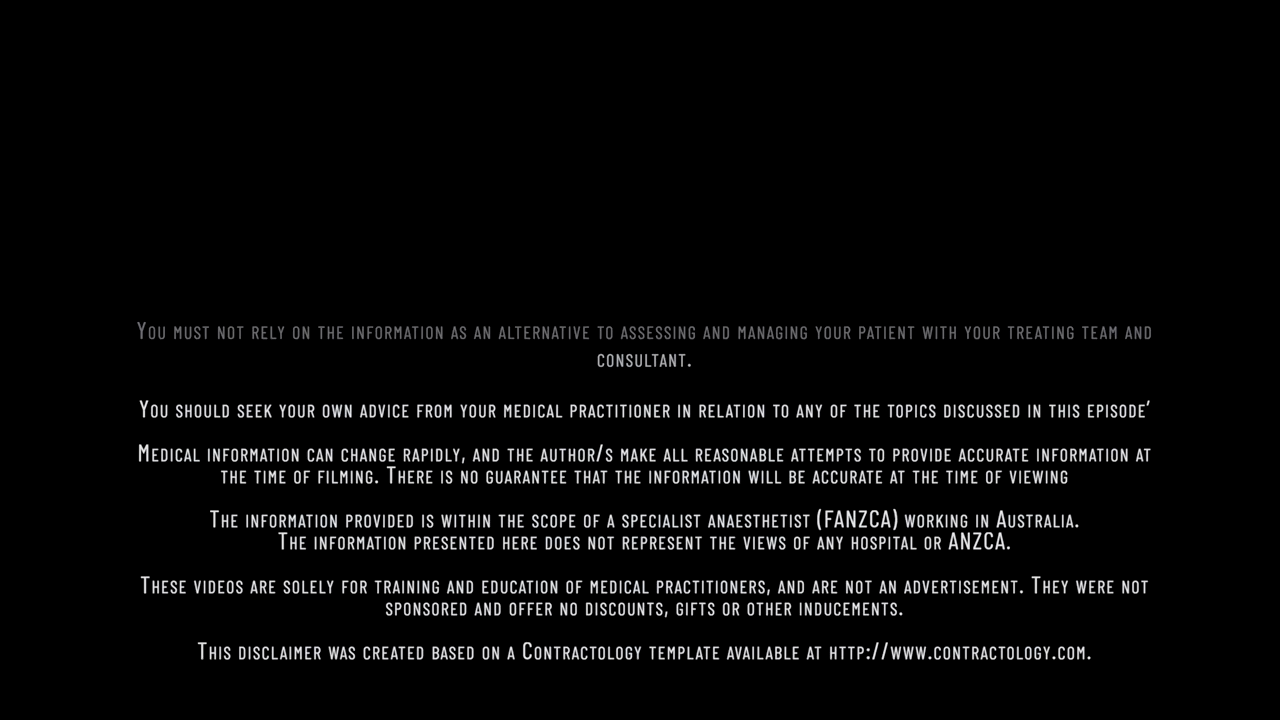 You must not rely on the information as an alternative to assessing and managing your patient with your treating team and
consultant.
You should seek your own advice from your medical practitioner in relation to any of the topics discussed in this episode’
Medical information can change rapidly, and the author/s make all reasonable attempts to provide accurate information at
the time of filming. There is no guarantee that the information will be accurate at the time of viewing
The information provided is within the scope of a specialist anaesthetist (FANZCA) working in Australia.
The information presented here does not represent the views of any hospital or ANZCA.
These videos are solely for training and education of medical practitioners, and are not an advertisement. They were not
sponsored and offer no discounts, gifts or other inducements.
This disclaimer was created based on a Contractology template available at http://www.contractology.com.